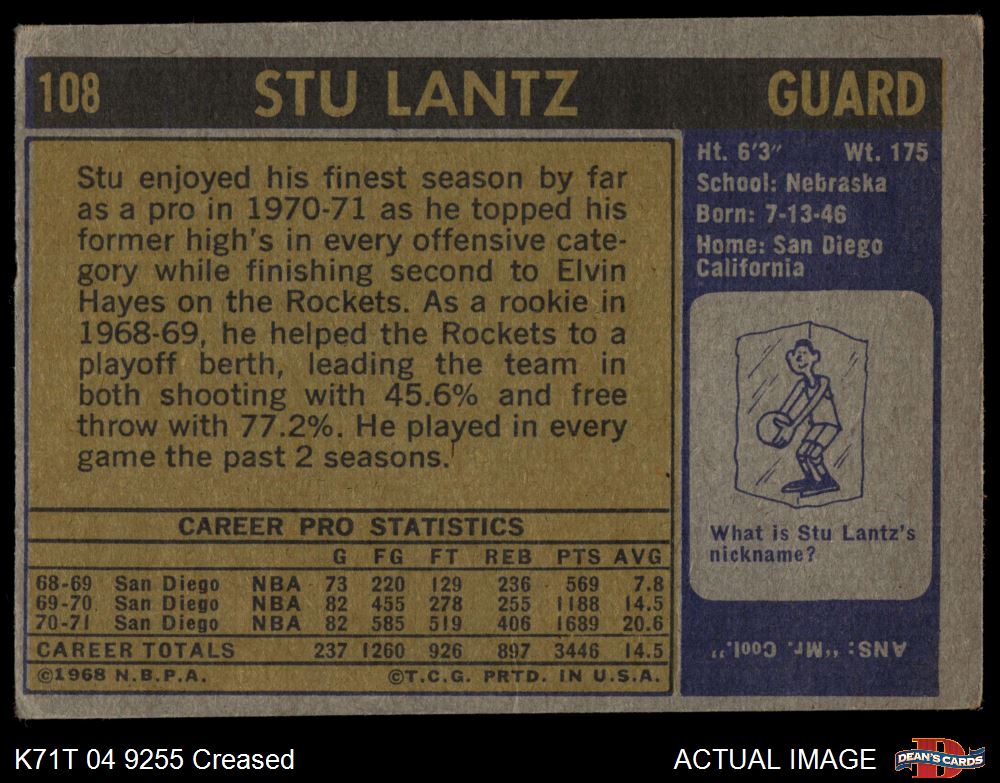 108 STU LANTZ GUARD
Stu enjoyed his finest season by far
as a pro in 1970-71 as he topped his
former high's in every offensive cate-
gory while finishing second to Elvin
Hayes on the Rockets. As a rookie in
1968-69, he helped the Rockets to a
playoff berth, leading the team in
both shooting with 45.6% and free
throw with 77.2%. He played in every
game the past 2 seasons.
Ht. 6'3" Wt. 175
School: Nebraska
Born: 7-13-46
Home: San Diego
California
What is Stu Lantz's
nickname?
ANS: "Mr. Cool."
CAREER PRO STATISTICS
G FG FT REB PTS AVG
68-69 San Diego NBA 73 220 129 236 569 7.8
69-70 San Diego NBA 82 455 278 255 1188 14.5
70-71 San Diego NBA 82 585 519 406 1689 20.6
CAREER TOTALS 237 1260 926 897 3446 14.5
©1968 N.B.P.A. ©T.C.G. PRTD. IN U.S.A.
K71T 04 9255 Creased ACTUAL IMAGE
D
DEAN'S CARDS